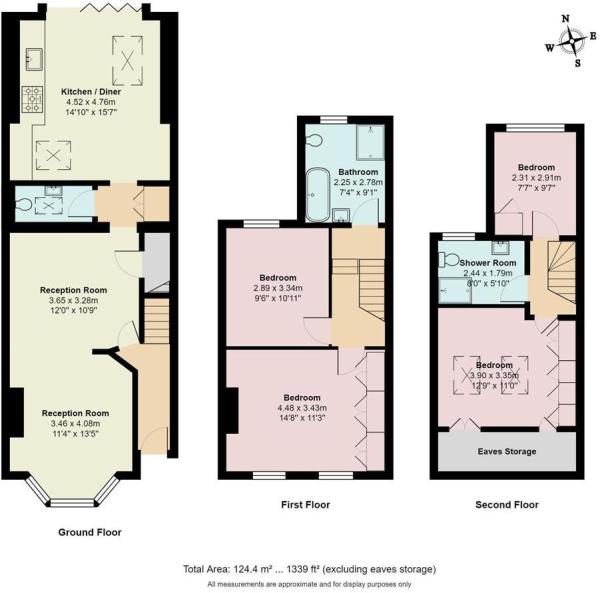 N
W E
S
Kitchen / Diner
4.52 x 4.76m
14'10" x 15'7"
Reception Room
3.65 x 3.28m
12'0" x 10'9"
Reception Room
3.46 x 4.08m
11'4" x 13'5"
Ground Floor
Bathroom
2.25 x 2.78m
7'4" x 9'1"
Bedroom
2.89 x 3.34m
9'6" x 10'11"
Bedroom
4.48 x 3.43m
14'8" x 11'3"
First Floor
Bedroom
2.31 x 2.91m
7'7" x 9'7"
Shower Room
2.44 x 1.79m
8'0" x 5'10"
Bedroom
3.90 x 3.35m
12'9" x 11'0"
Eaves Storage
Second Floor
Total Area: 124.4 m² ... 1339 ft² (excluding eaves storage)
All measurements are approximate and for display purposes only